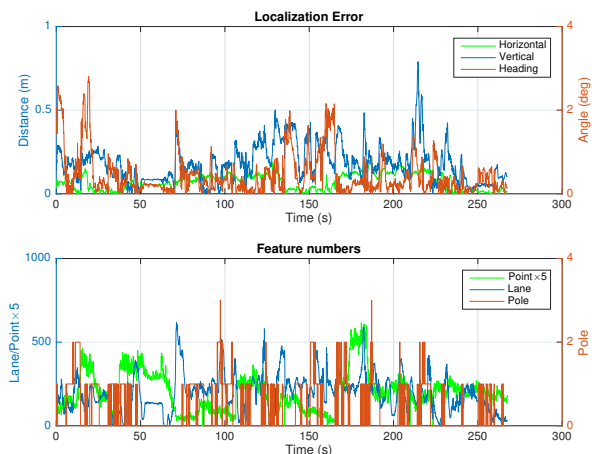 Localization Error
Distance (m)
1
0.5
0
4
2
0
Angle (deg)
Horizontal
Vertical
Heading
0 50 100 150 200 250 300
Time (s)
Feature numbers
Lane/Point×5
1000
500
0
4
2
0
Pole
Point×5
Lane
Pole
0 50 100 150 200 250 300
Time (s)